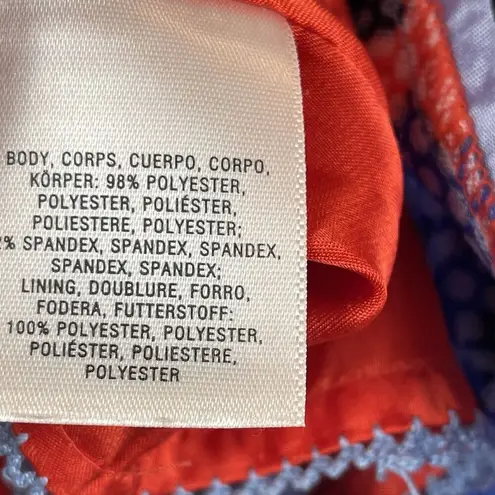 BODY, CORPS, CUERPO, CORPO,
KÖRPER: 98% POLYESTER,
POLYESTER, POLIÉSTER,
POLIESTERE, POLYESTER;
2% SPANDEX, SPANDEX, SPANDEX,
SPANDEX, SPANDEX;
LINING, DOUBLURE, FORRO,
FODERA, FUTTERSTOFF:
100% POLYESTER, POLYESTER,
POLIÉSTER, POLIESTERE,
POLYESTER